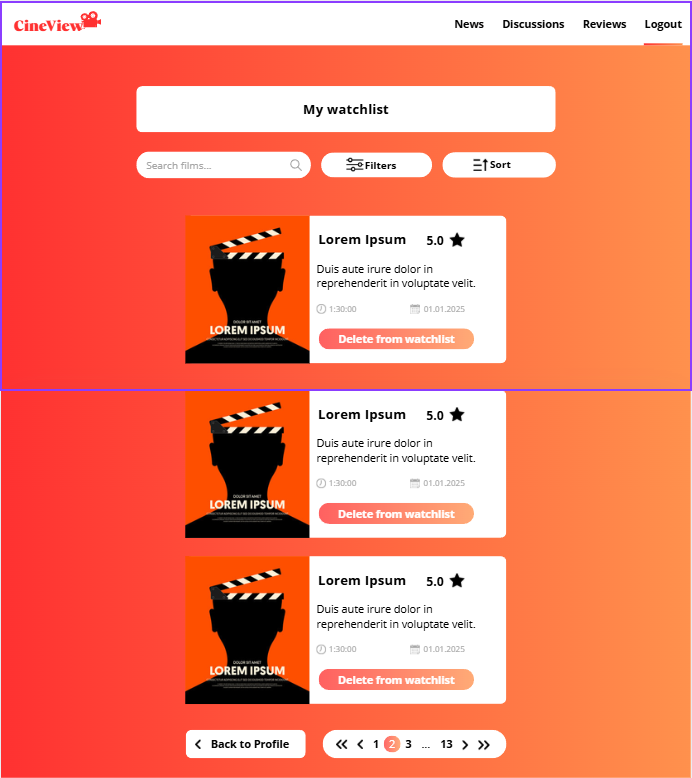 CineView
News Discussions Reviews Logout
My watchlist
Search films...
Filters
Sort
DOLOR SIT AMET
LOREM IPSUM
Lorem Ipsum 5.0
Duis aute irure dolor in
reprehenderit in voluptate velit.
1:30:00 01.01.2025
Delete from watchlist
DOLOR SIT AMET
LOREM IPSUM
Lorem Ipsum 5.0
Duis aute irure dolor in
reprehenderit in voluptate velit.
1:30:00 01.01.2025
Delete from watchlist
DOLOR SIT AMET
LOREM IPSUM
Lorem Ipsum 5.0
Duis aute irure dolor in
reprehenderit in voluptate velit.
1:30:00 01.01.2025
Delete from watchlist
Back to Profile
1 2 3 ... 13